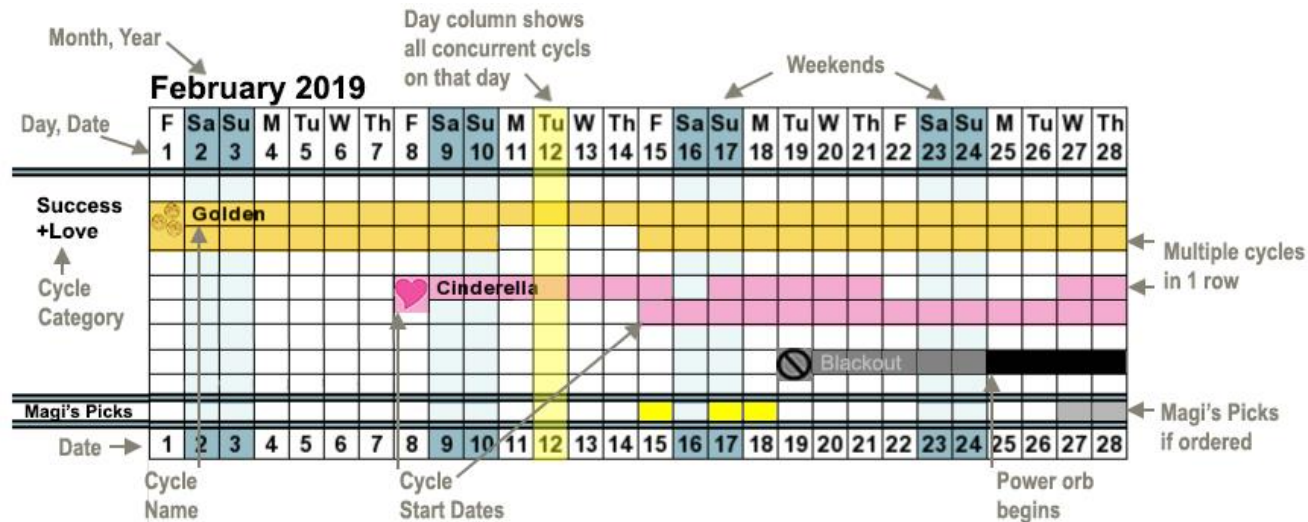 Month, Year
Day column shows
all concurrent cycls
on that day
Weekends
February 2019
Day, Date
F Sa Su M Tu W Th F Sa Su M Tu W Th F Sa Su M Tu W Th F Sa Su M Tu W Th
1 2 3 4 5 6 7 8 9 10 11 12 13 14 15 16 17 18 19 20 21 22 23 24 25 26 27 28
Success
+Love
Golden
Cycle
Category
Multiple cycles
in 1 row
Cinderella
Blackout
Magi's Picks
Magi's Picks
if ordered
Date
1 2 3 4 5 6 7 8 9 10 11 12 13 14 15 16 17 18 19 20 21 22 23 24 25 26 27 28
Cycle
Name
Cycle
Start Dates
Power orb
begins